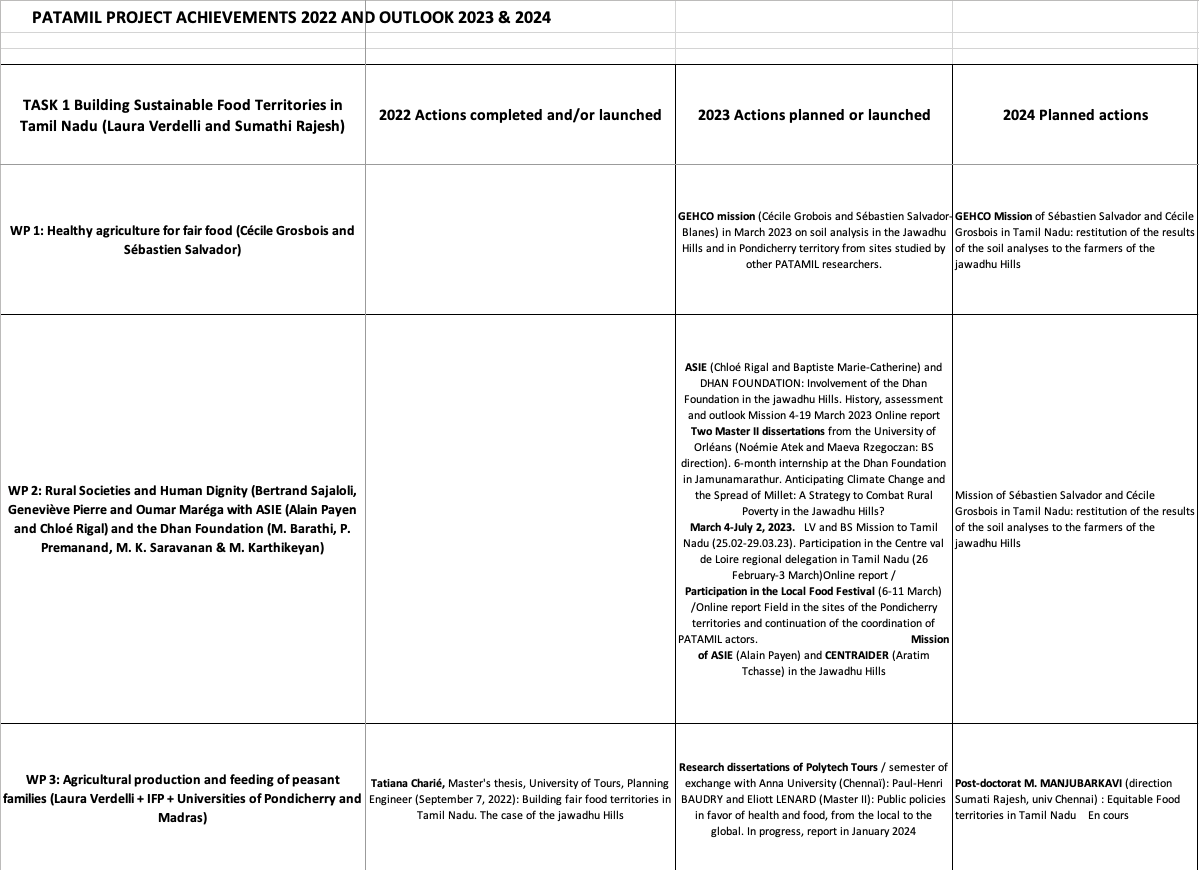 PATAMIL PROJECT ACHIEVEMENTS 2022 AND OUTLOOK 2023 & 2024
TASK 1 Building Sustainable Food Territories in
Tamil Nadu (Laura Verdelli and Sumathi Rajesh)
2022 Actions completed and/or launched
2023 Actions planned or launched
2024 Planned actions
WP 1: Healthy agriculture for fair food (Cécile Grosbois and
Sébastien Salvador)
GEHCO mission (Cécile Grobois and Sébastien Salvador-
Blanes) in March 2023 on soil analysis in the Jawadhu
Hills and in Pondicherry territory from sites studied by
other PATAMIL researchers.
GEHCO Mission of Sébastien Salvador and Cécile
Grosbois in Tamil Nadu: restitution of the results
of the soil analyses to the farmers of the
jawadhu Hills
WP 2: Rural Societies and Human Dignity (Bertrand Sajaloli,
Geneviève Pierre and Oumar Maréga with ASIE (Alain Payen
and Chloé Rigal) and the Dhan Foundation (M. Barathi, P.
Premanand, M. K. Saravanan & M. Karthikeyan)
ASIE (Chloé Rigal and Baptiste Marie-Catherine) and
DHAN FOUNDATION: Involvement of the Dhan
Foundation in the jawadhu Hills. History, assessment
and outlook Mission 4-19 March 2023 Online report
Two Master II dissertations from the University of
Orléans (Noémie Atek and Maeva Rzegoczan: BS
direction). 6-month internship at the Dhan Foundation
in Jamunamarathur. Anticipating Climate Change and
the Spread of Millet: A Strategy to Combat Rural
Poverty in the Jawadhu Hills?
March 4-July 2, 2023. LV and BS Mission to Tamil
Nadu (25.02-29.03.23). Participation in the Centre val
de Loire regional delegation in Tamil Nadu (26
February-3 March)Online report /
Participation in the Local Food Festival (6-11 March)
/Online report Field in the sites of the Pondicherry
territories and continuation of the coordination of
PATAMIL actors. Mission
of ASIE (Alain Payen) and CENTRAIDER (Aratim
Tchasse) in the Jawadhu Hills
Mission of Sébastien Salvador and Cécile
Grosbois in Tamil Nadu: restitution of the results
of the soil analyses to the farmers of the
jawadhu Hills
WP 3: Agricultural production and feeding of peasant
families (Laura Verdelli + IFP + Universities of Pondicherry and
Madras)
Tatiana Charié, Master's thesis, University of Tours, Planning
Engineer (September 7, 2022): Building fair food territories in
Tamil Nadu. The case of the jawadhu Hills
Research dissertations of Polytech Tours / semester of
exchange with Anna University (Chennaï): Paul-Henri
BAUDRY and Eliott LENARD (Master II): Public policies
in favor of health and food, from the local to the
global. In progress, report in January 2024
Post-doctorat M. MANJUBARKAVI (direction
Sumati Rajesh, univ Chennai) : Equitable Food
territories in Tamil Nadu En cours